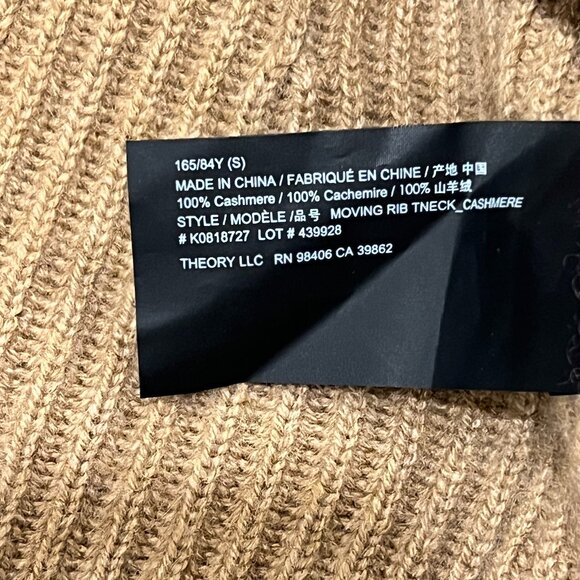 165/84Y (S)
MADE IN CHINA / FABRIQUÉ EN CHINE / 产地 中国
100% Cashmere / 100% Cachemire / 100% 山羊绒
STYLE / MODÈLE /品号 MOVING RIB TNECK_CASHMERE
# K0818727 LOT # 439928
THEORY LLC RN 98406 CA 39862